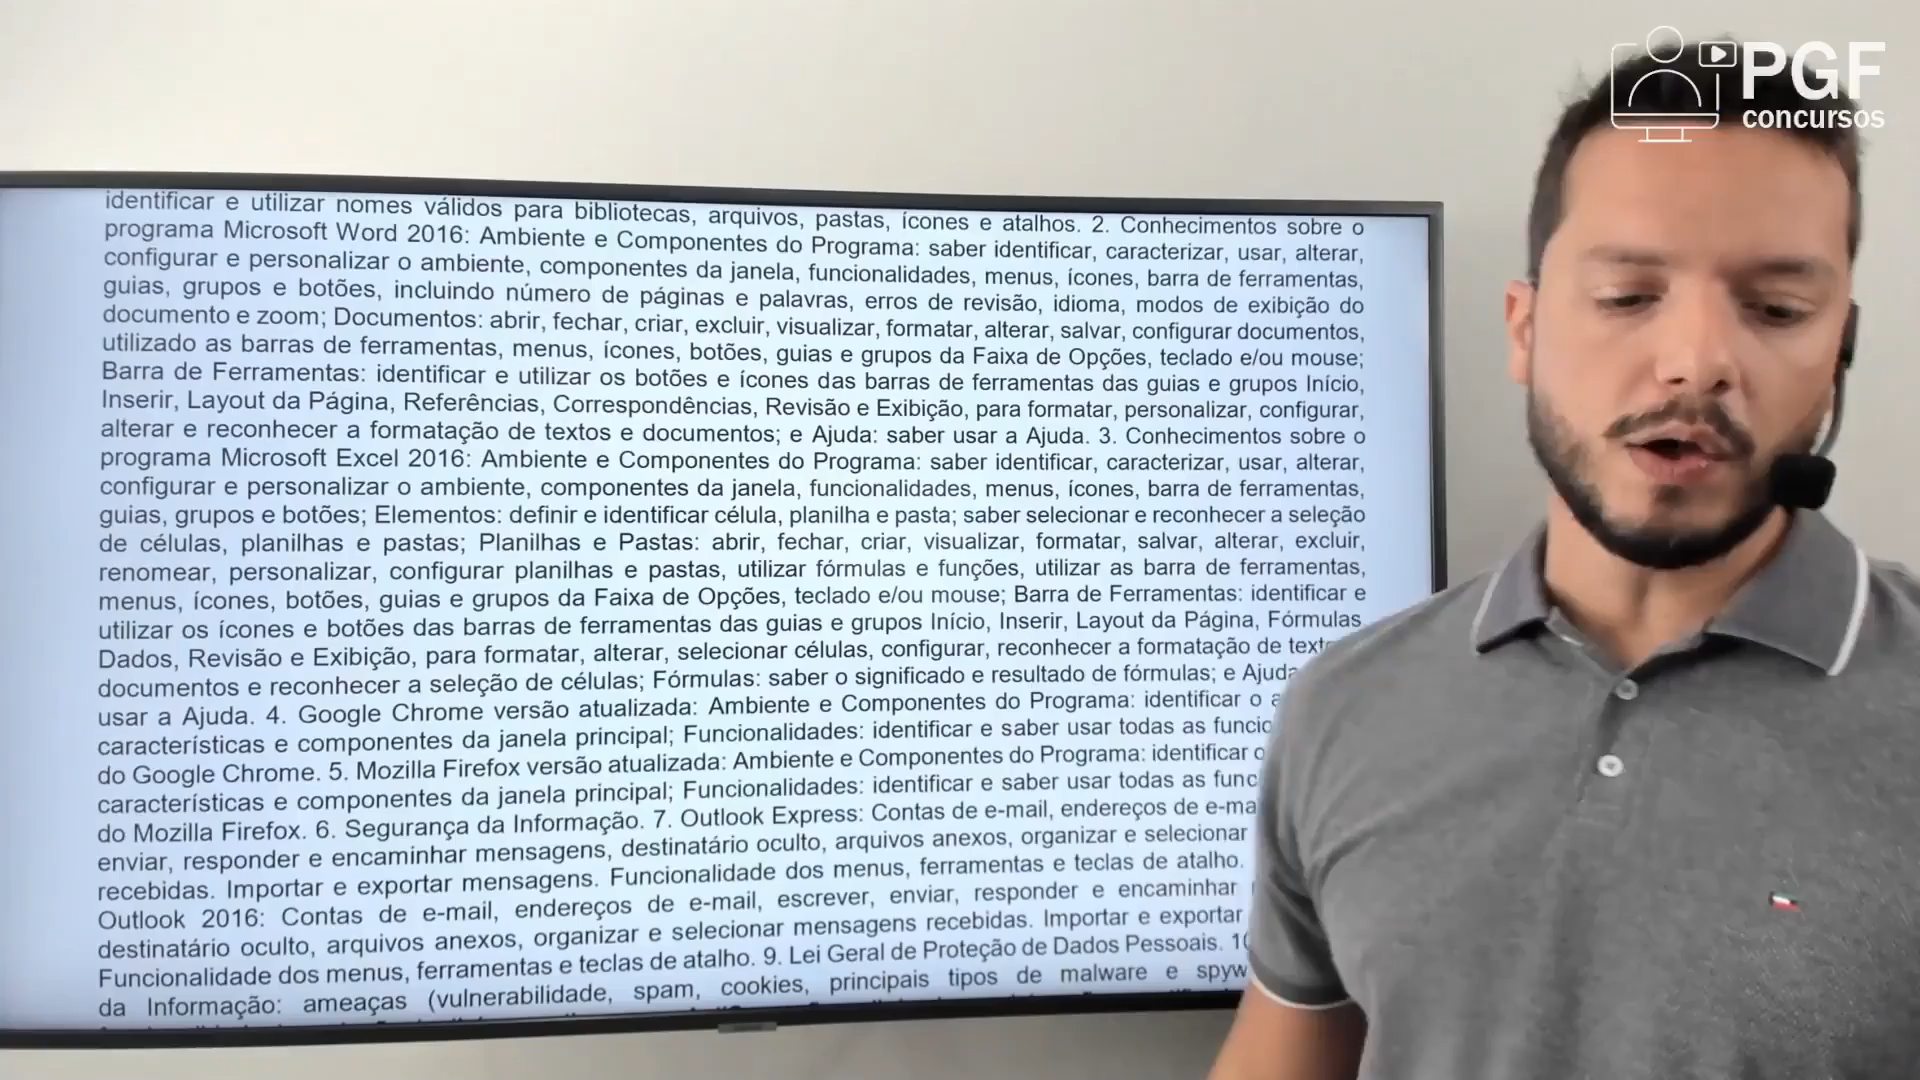 PGF
concursos
identificar e utilizar nomes válidos para bibliotecas, arquivos, pastas, ícones e atalhos. 2. Conhecimentos sobre o
programa Microsoft Word 2016: Ambiente e Componentes do Programa: saber identificar, caracterizar, usar, alterar,
configurar e personalizar o ambiente, componentes da janela, funcionalidades, menus, ícones, barra de ferramentas,
guias, grupos e botões, incluindo número de páginas e palavras, erros de revisão, idioma, modos de exibição do
documento e zoom; Documentos: abrir, fechar, criar, excluir, visualizar, formatar, alterar, salvar, configurar documentos,
utilizado as barras de ferramentas, menus, ícones, botões, guias e grupos da Faixa de Opções, teclado e/ou mouse;
Barra de Ferramentas: identificar e utilizar os botões e ícones das barras de ferramentas das guias e grupos Início,
Inserir, Layout da Página, Referências, Correspondências, Revisão e Exibição, para formatar, personalizar, configurar,
alterar e reconhecer a formatação de textos e documentos; e Ajuda: saber usar a Ajuda. 3. Conhecimentos sobre o
programa Microsoft Excel 2016: Ambiente e Componentes do Programa: saber identificar, caracterizar, usar, alterar,
configurar e personalizar o ambiente, componentes da janela, funcionalidades, menus, ícones, barra de ferramentas,
guias, grupos e botões; Elementos: definir e identificar célula, planilha e pasta; saber selecionar e reconhecer a seleção
de células, planilhas e pastas; Planilhas e Pastas: abrir, fechar, criar, visualizar, formatar, salvar, alterar, excluir,
renomear, personalizar, configurar planilhas e pastas, utilizar fórmulas e funções, utilizar as barra de ferramentas,
menus, ícones, botões, guias e grupos da Faixa de Opções, teclado e/ou mouse; Barra de Ferramentas: identificar e
utilizar os ícones e botões das barras de ferramentas das guias e grupos Início, Inserir, Layout da Página, Fórmulas,
Dados, Revisão e Exibição, para formatar, alterar, selecionar células, configurar, reconhecer a formatação de
documentos e reconhecer a seleção de células; Fórmulas: saber o significado e resultado de fórmulas; e Ajuda
usar a Ajuda. 4. Google Chrome versão atualizada: Ambiente e Componentes do Programa: identificar o
características e componentes da janela principal; Funcionalidades: identificar e saber usar todas as
do Google Chrome. 5. Mozilla Firefox versão atualizada: Ambiente e Componentes do Programa: identificar o
características e componentes da janela principal; Funcionalidades: identificar e saber usar todas as
do Mozilla Firefox. 6. Segurança da Informação. 7. Outlook Express: Contas de e-mail, endereços de
enviar, responder e encaminhar mensagens, destinatário oculto, arquivos anexos, organizar e selecionar
recebidas. Importar e exportar mensagens. Funcionalidade dos menus, ferramentas e teclas de atalho.
Outlook 2016: Contas de e-mail, endereços de e-mail, escrever, enviar, responder e encaminhar
destinatário oculto, arquivos anexos, organizar e selecionar mensagens recebidas. Importar e exportar
Funcionalidade dos menus, ferramentas e teclas de atalho. 9. Lei Geral de Proteção de Dados Pessoais.
da Informação: ameaças (vulnerabilidade, spam, cookies, principais tipos de malware e